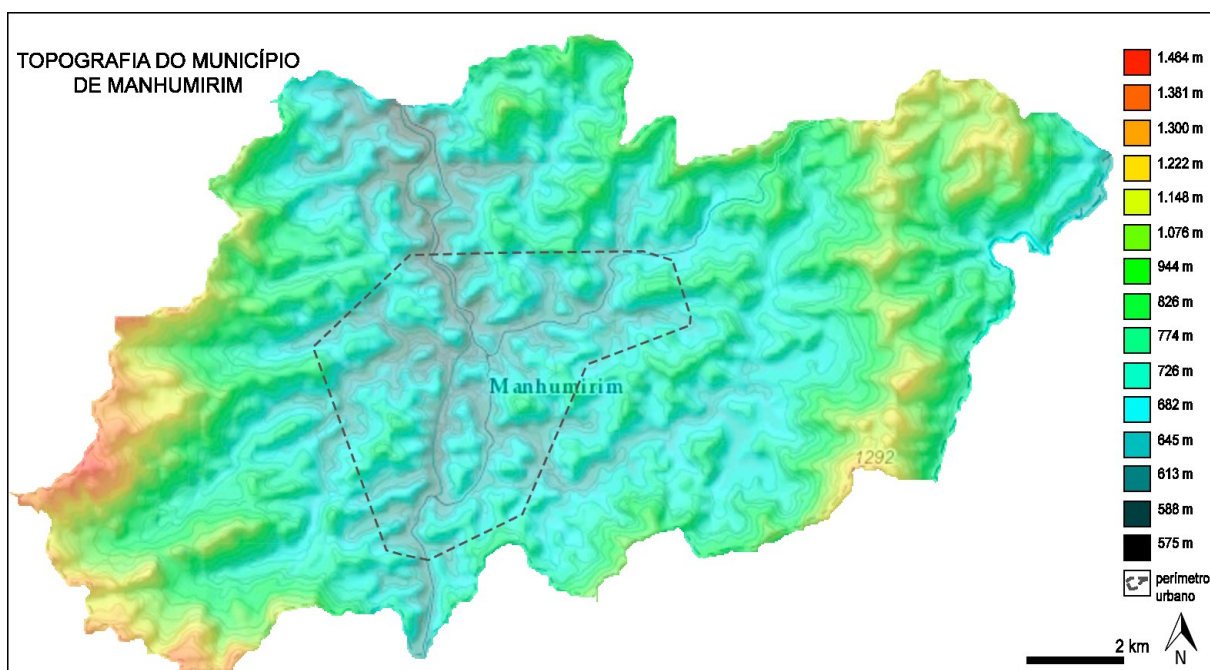 TOPOGRAFIA DO MUNICÍPIO
DE MANHUMIRIM
1.464 m
1.381 m
1.300 m
1.222 m
1.148 m
1.076 m
944 m
826 m
774 m
726 m
682 m
645 m
613 m
588 m
575 m
perímetro
urbano
Manhumirim
1292
2 km
N